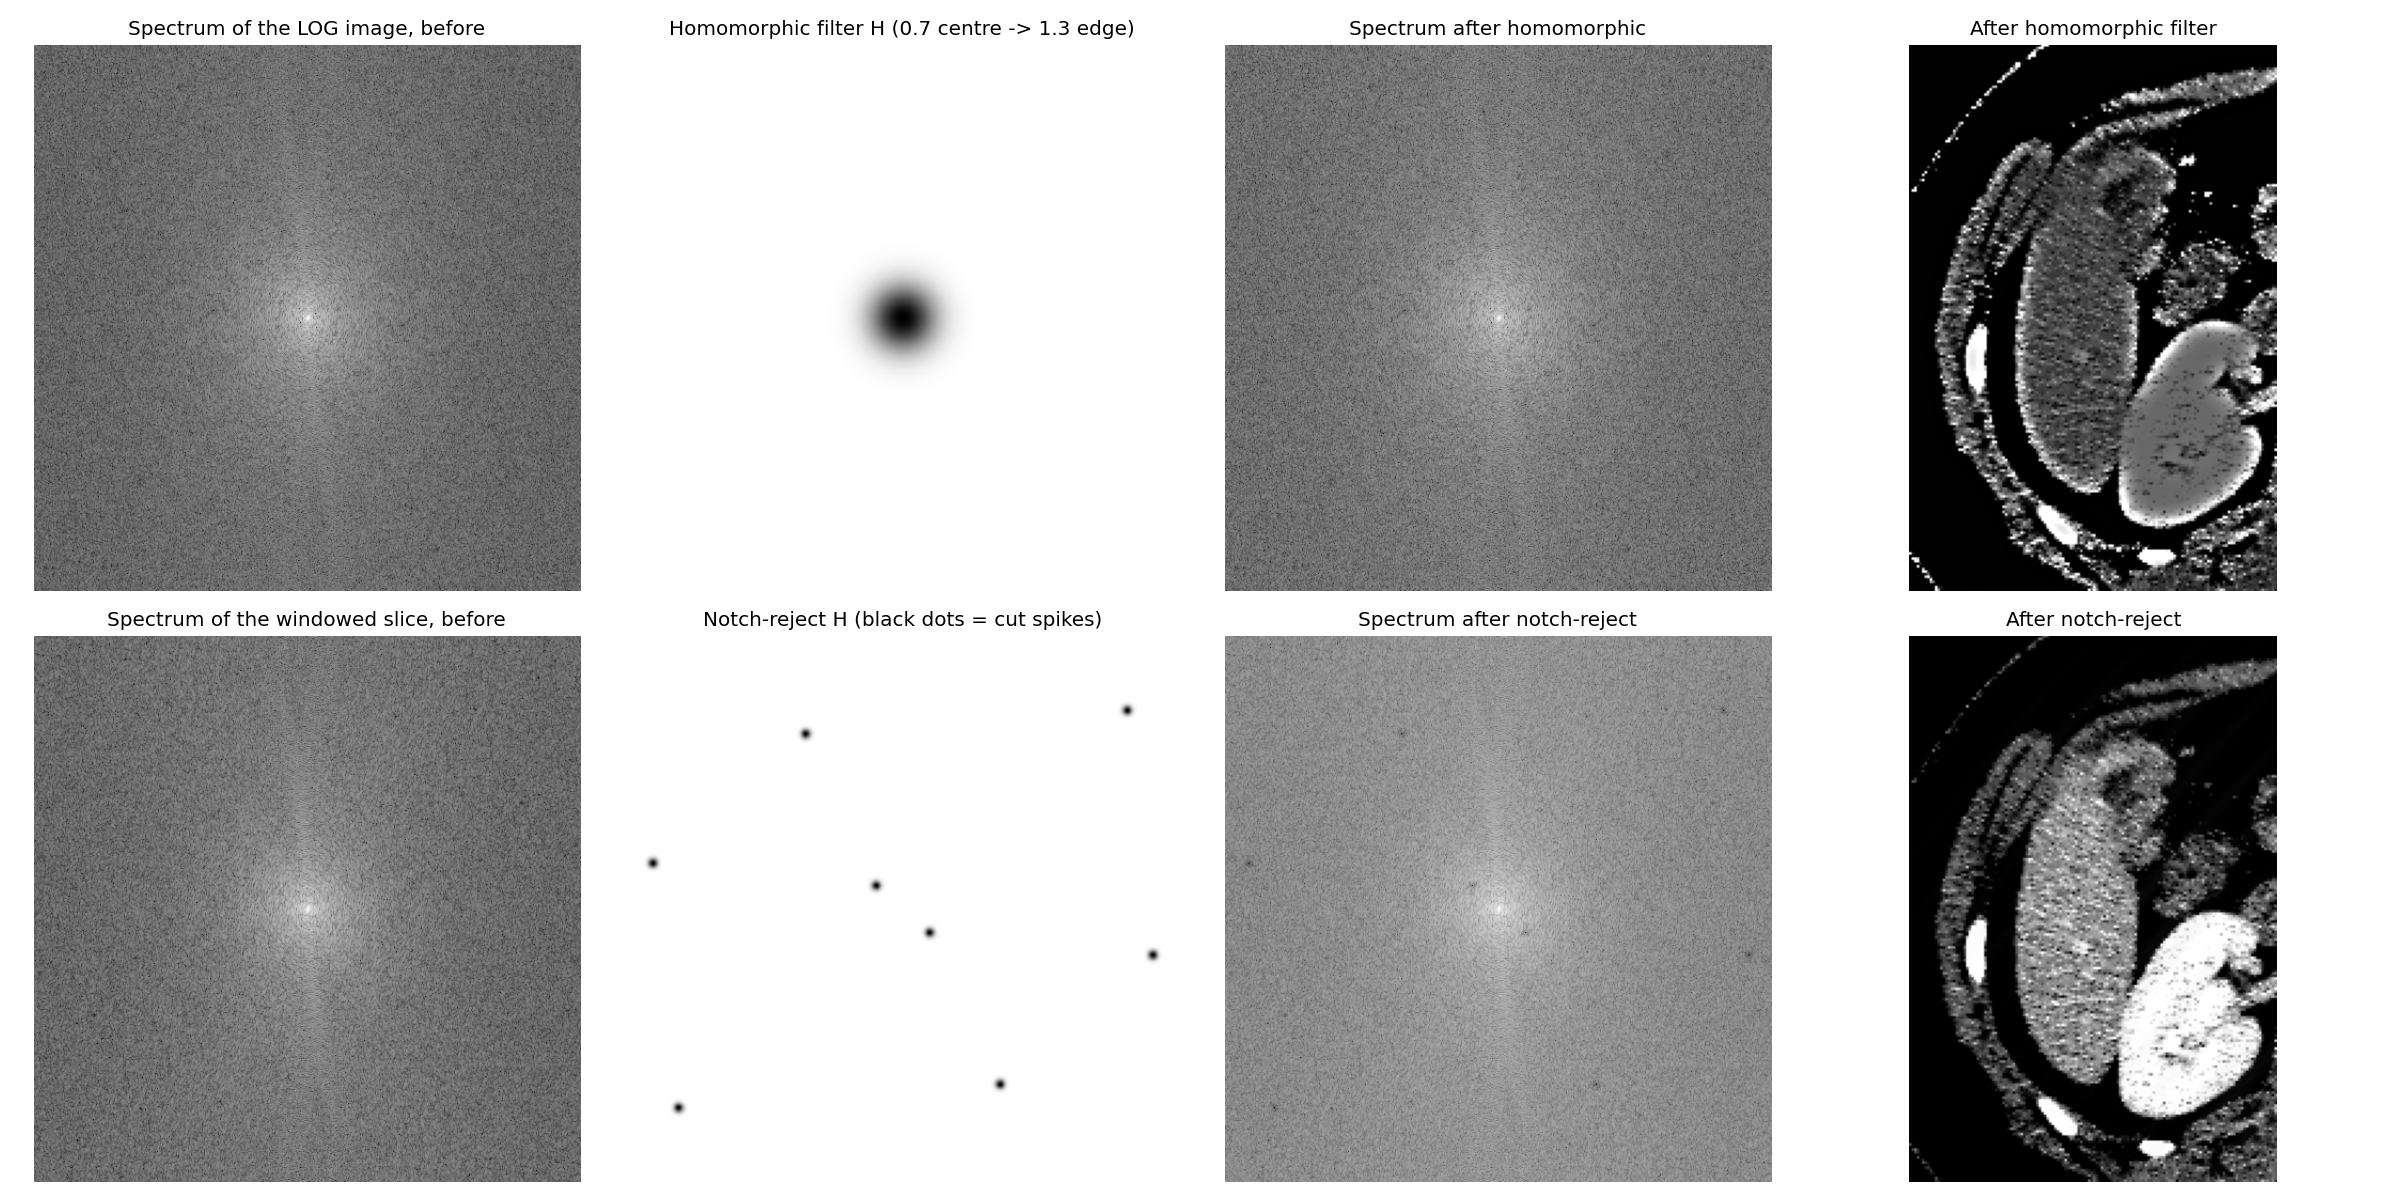 Spectrum of the LOG image, before
Homomorphic filter H (0.7 centre -> 1.3 edge)
Spectrum after homomorphic
After homomorphic filter
Spectrum of the windowed slice, before
Notch-reject H (black dots = cut spikes)
Spectrum after notch-reject
After notch-reject